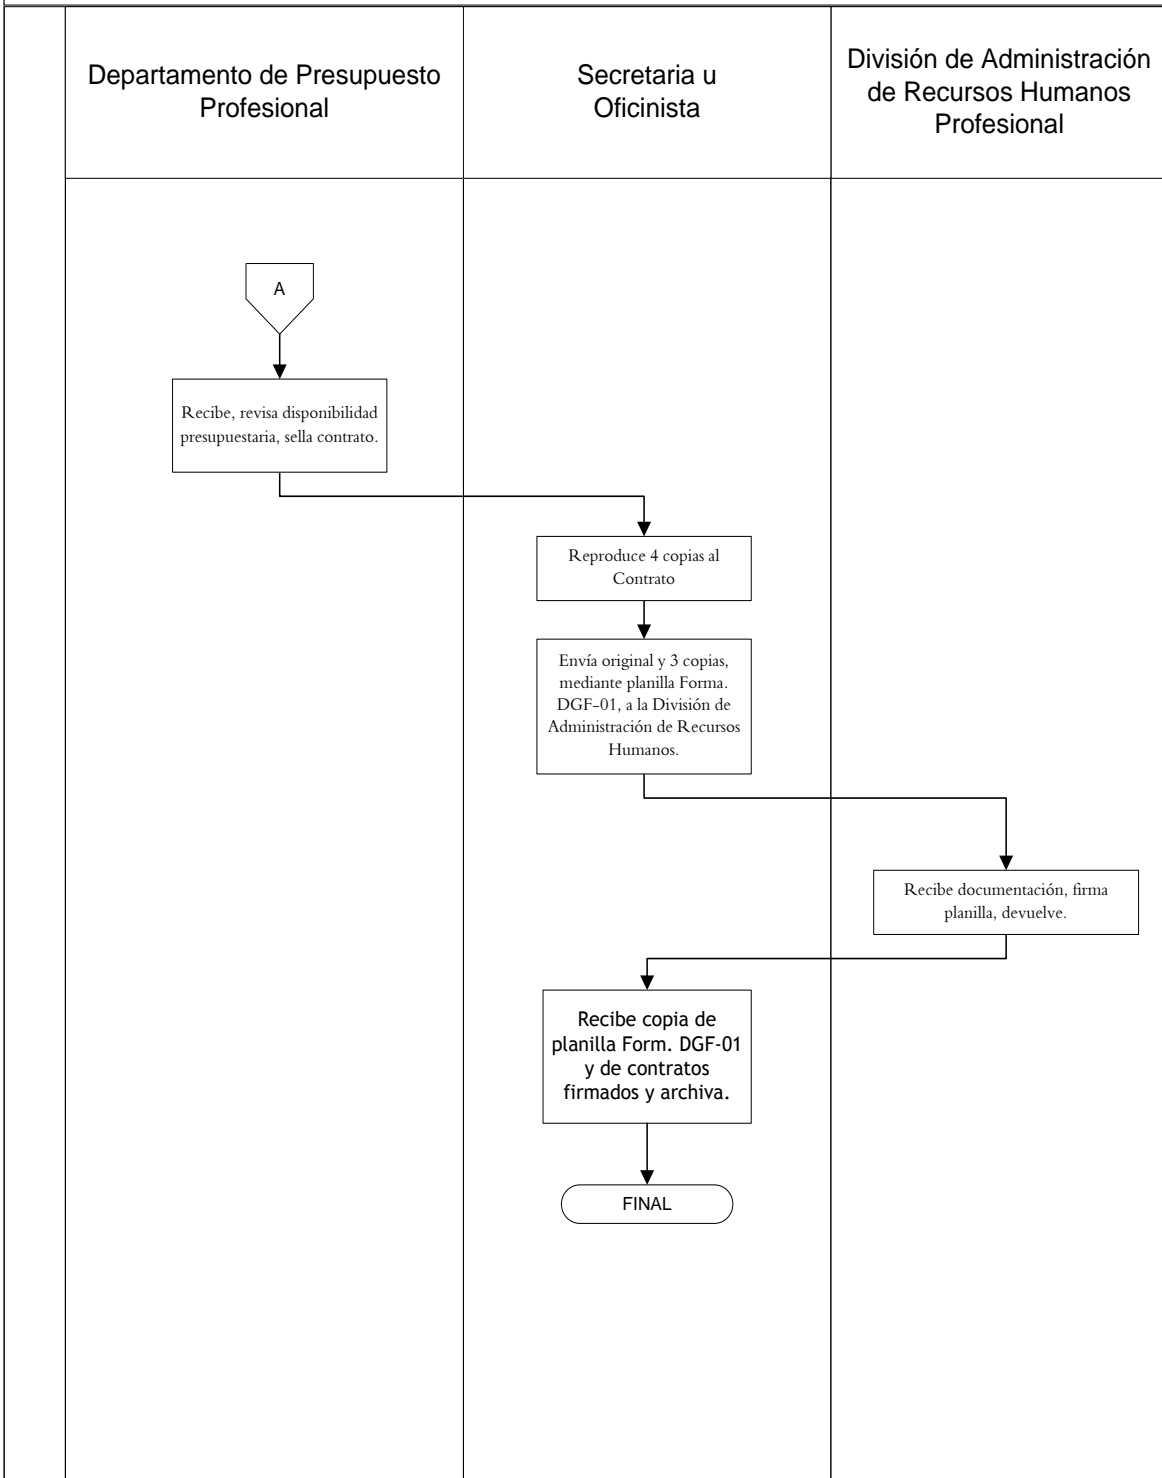 Departamento de Presupuesto
Profesional
Secretaria u
Oficinista
División de Administración
de Recursos Humanos
Profesional
A
Recibe, revisa disponibilidad
presupuestaria, sella contrato.
Reproduce 4 copias al
Contrato
Envía original y 3 copias,
mediante planilla Forma.
DGF-01, a la División de
Administración de Recursos
Humanos.
Recibe documentación, firma
planilla, devuelve.
Recibe copia de
planilla Form. DGF-01
y de contratos
firmados y archiva.
FINAL